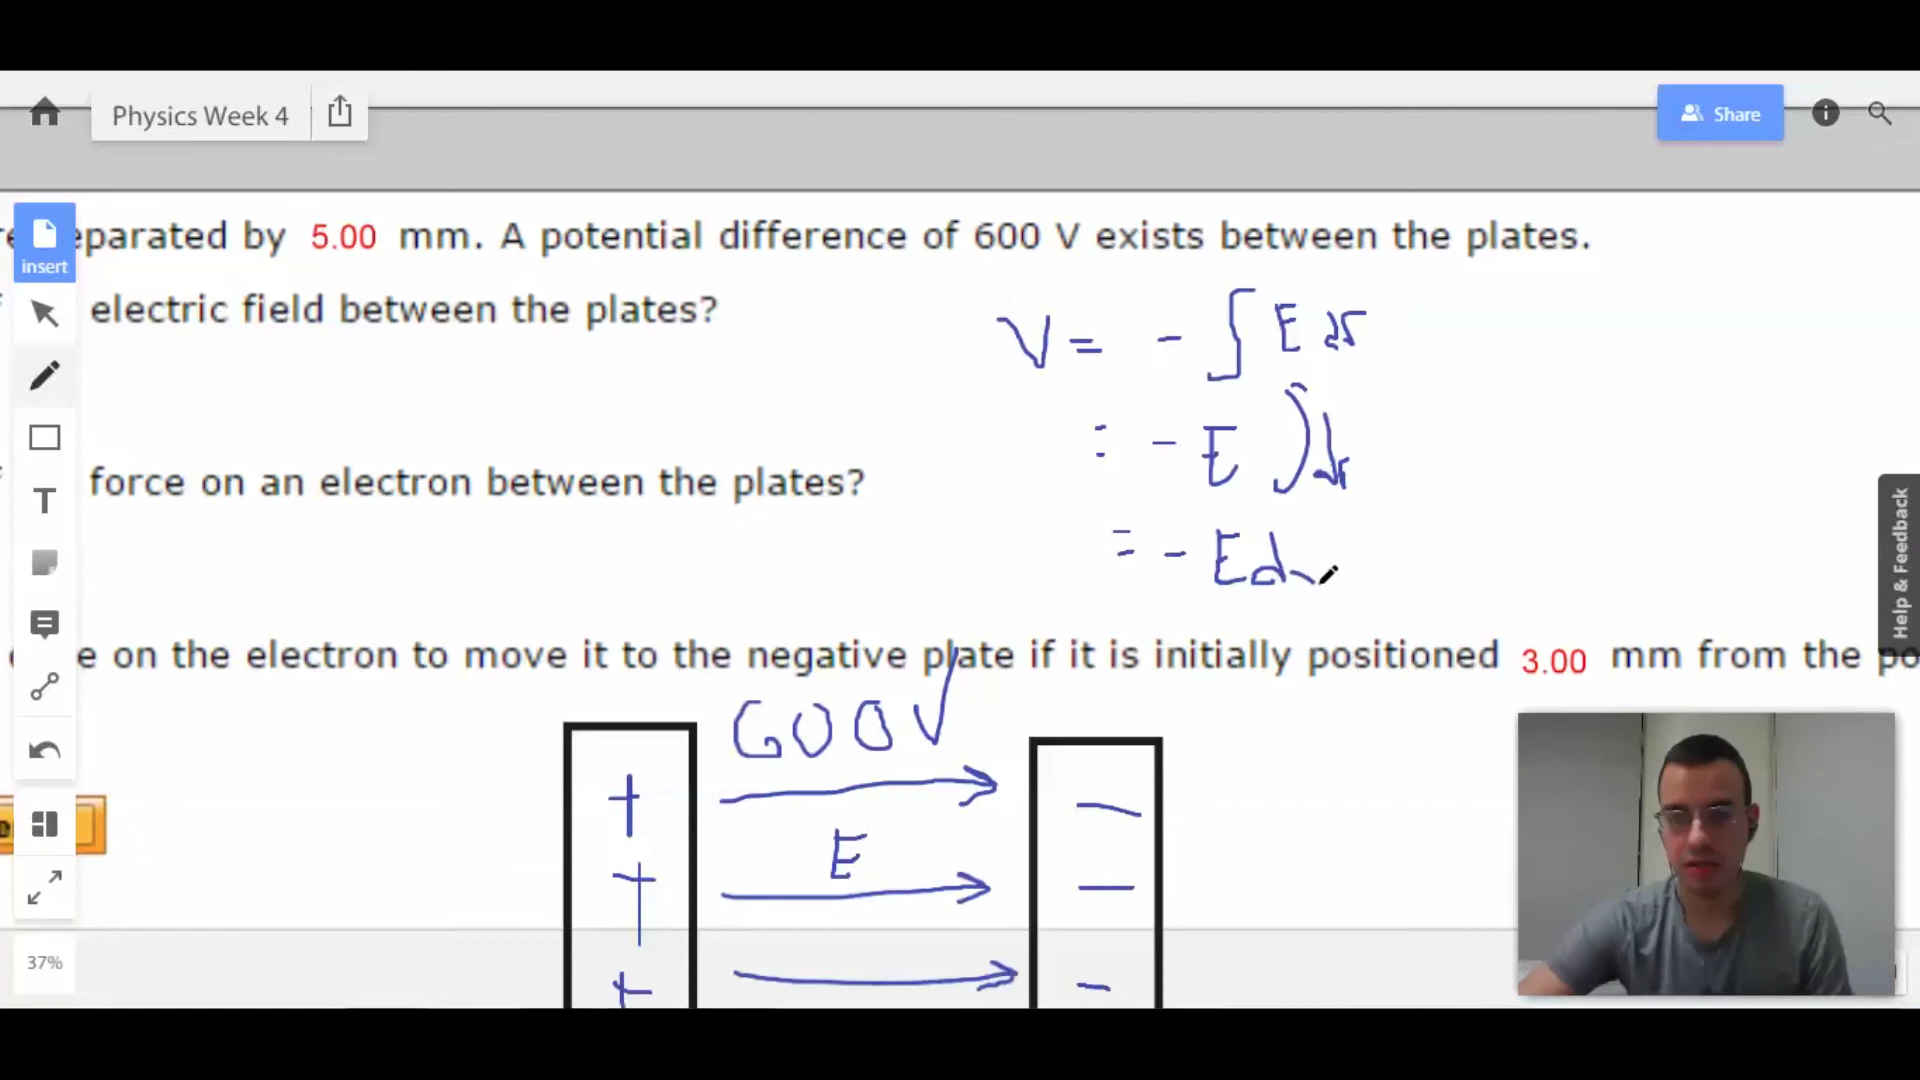 Physics Week 4
Share
insert
eparated by 5.00 mm. A potential difference of 600 V exists between the plates.
electric field between the plates?
V = - ∫ E dr
= - E ∫ dr
T
force on an electron between the plates?
= - Ed
Help & Feedback
e on the electron to move it to the negative plate if it is initially positioned 3.00 mm from the po
600V
+ -
E
+ -
37%
+ -